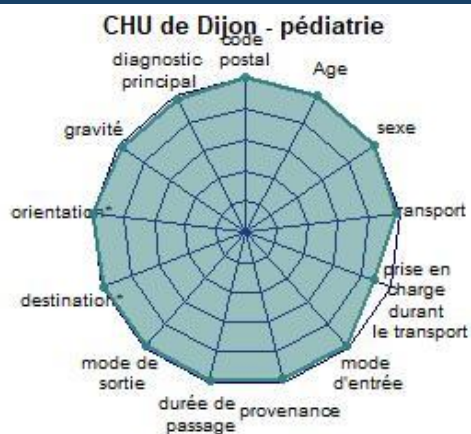 CHU de Dijon - pédiatrie
code
postal
Age
sexe
transport
prise en
charge
durant
le transport
mode
d'entrée
provenance
durée de
passage
mode de
sortie
destination*
orientation*
gravité
diagnostic
principal